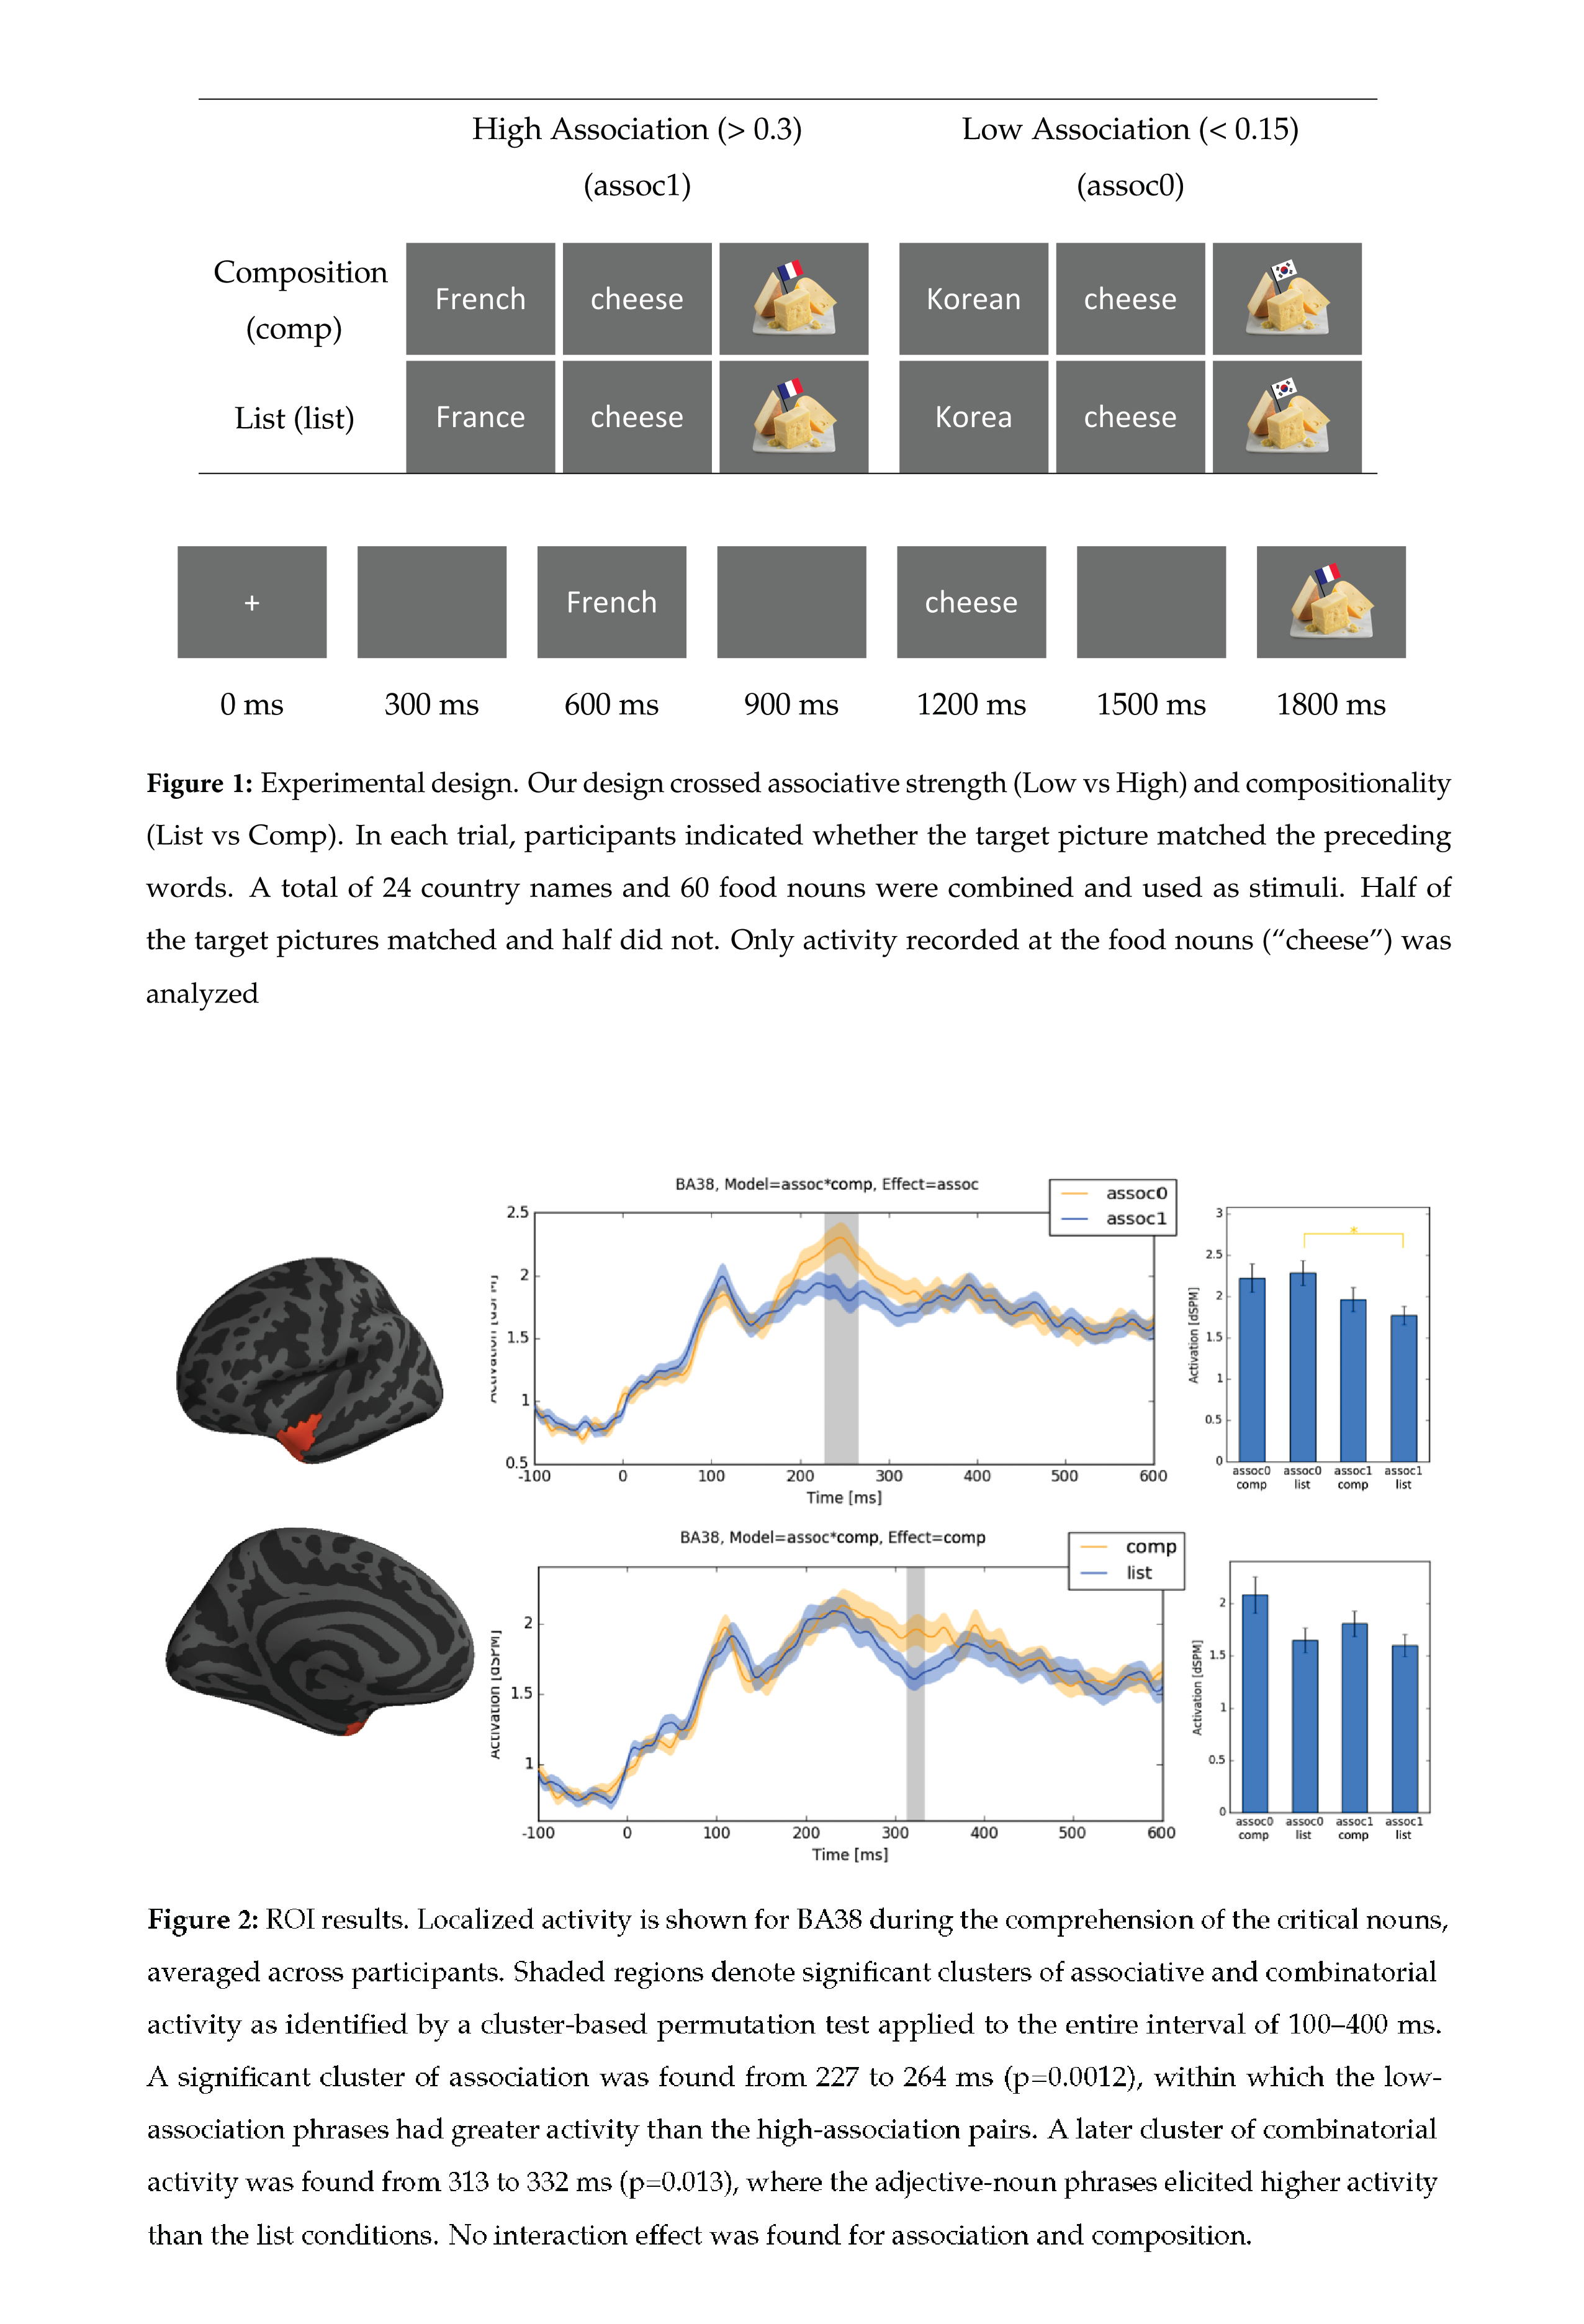 High Association (> 0.3)
Low Association (< 0.15)
(assoc1)
(assoc0)
Composition
(comp)
French
cheese
Korean
cheese
List (list)
France
cheese
Korea
cheese
+
French
cheese
0 ms
300 ms
600 ms
900 ms
1200 ms
1500 ms
1800 ms
Figure 1: Experimental design. Our design crossed associative strength (Low vs High) and compositionality
(List vs Comp). In each trial, participants indicated whether the target picture matched the preceding
words. A total of 24 country names and 60 food nouns were combined and used as stimuli. Half of
the target pictures matched and half did not. Only activity recorded at the food nouns (“cheese”) was
analyzed
BA38, Model=assoc*comp, Effect=assoc
assoc0
assoc1
2.5
2
1.5
1
0.5
-100
0
100
200
300
400
500
600
Time [ms]
Activation [dSPM]
3
2.5
2
1.5
1
0.5
0
*
assoc0 comp
assoc0 list
assoc1 comp
assoc1 list
BA38, Model=assoc*comp, Effect=comp
comp
list
Activation [dSPM]
2
1.5
1
-100
0
100
200
300
400
500
600
Time [ms]
Activation [dSPM]
2
1.5
1
0.5
0
assoc0 comp
assoc0 list
assoc1 comp
assoc1 list
Figure 2: ROI results. Localized activity is shown for BA38 during the comprehension of the critical nouns,
averaged across participants. Shaded regions denote significant clusters of associative and combinatorial
activity as identified by a cluster-based permutation test applied to the entire interval of 100–400 ms.
A significant cluster of association was found from 227 to 264 ms (p=0.0012), within which the low-
association phrases had greater activity than the high-association pairs. A later cluster of combinatorial
activity was found from 313 to 332 ms (p=0.013), where the adjective-noun phrases elicited higher activity
than the list conditions. No interaction effect was found for association and composition.